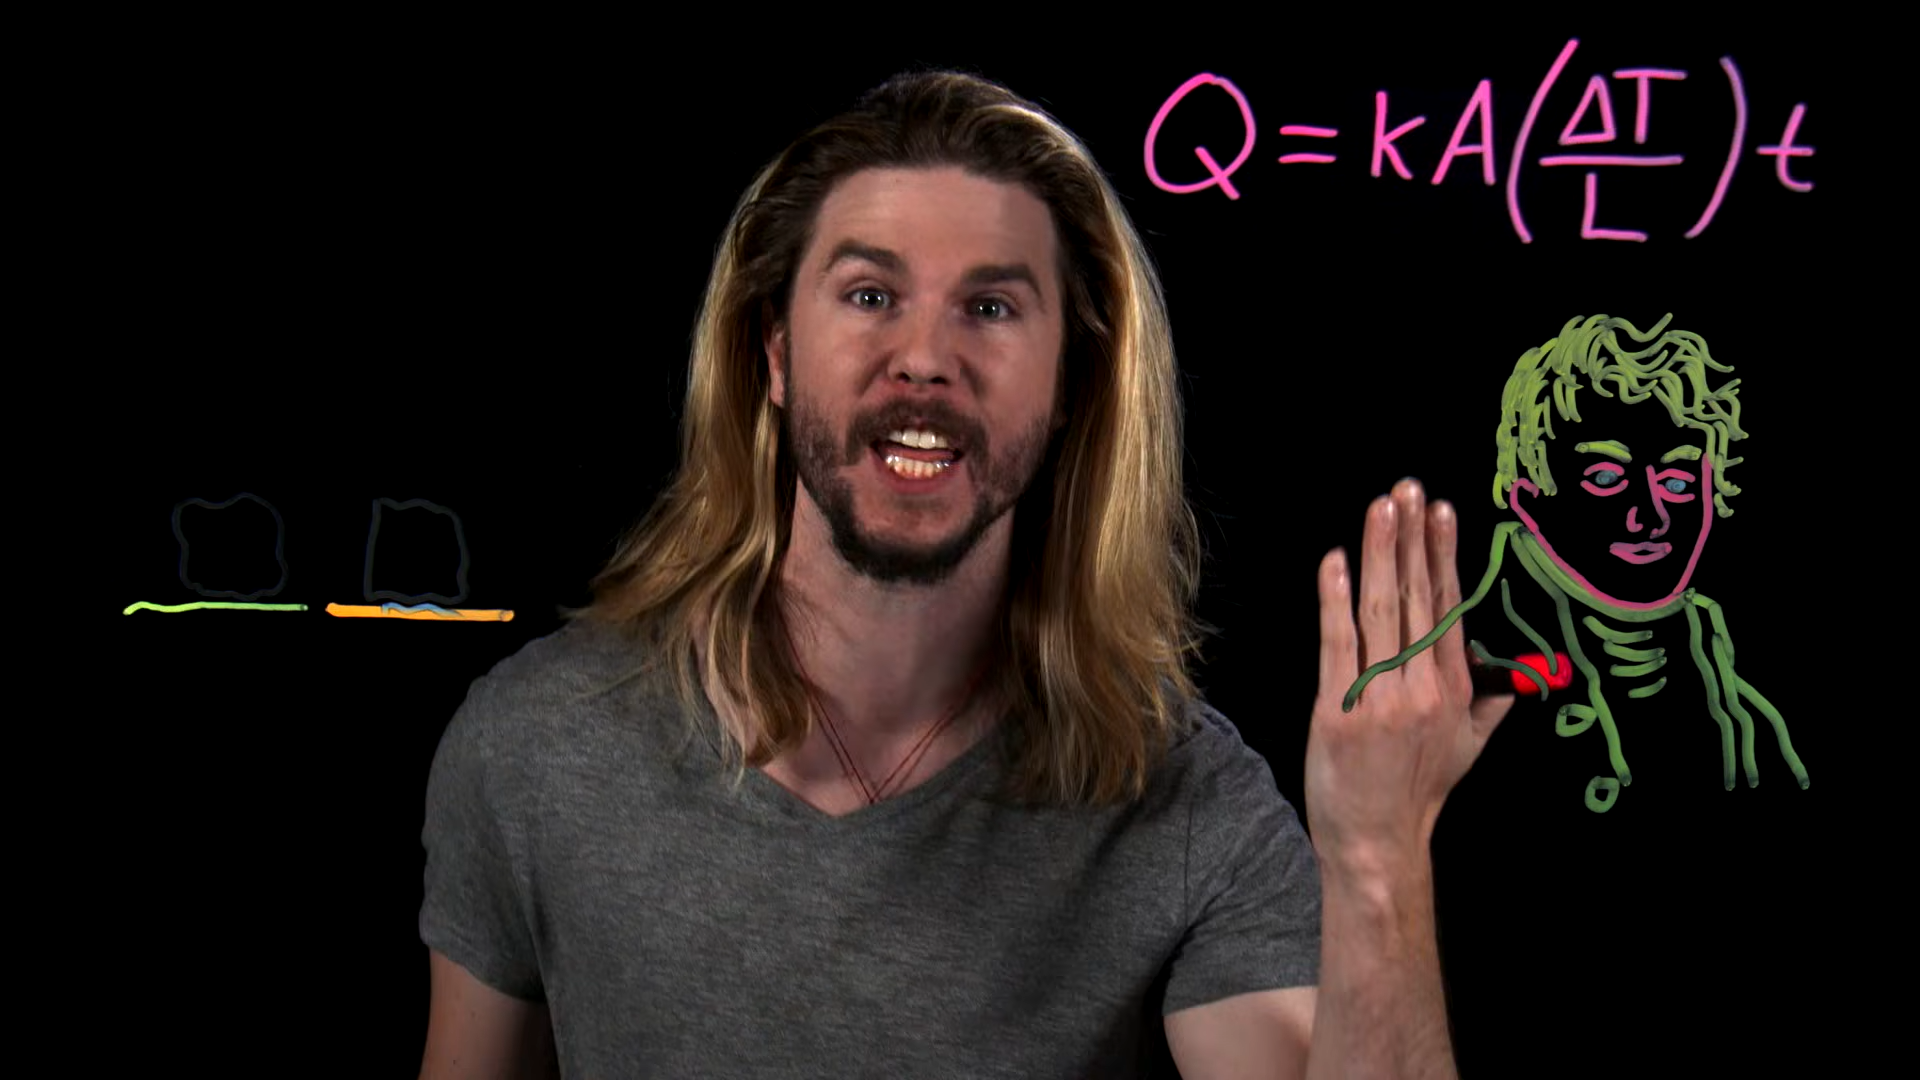 Q = kA(ΔT/L)t